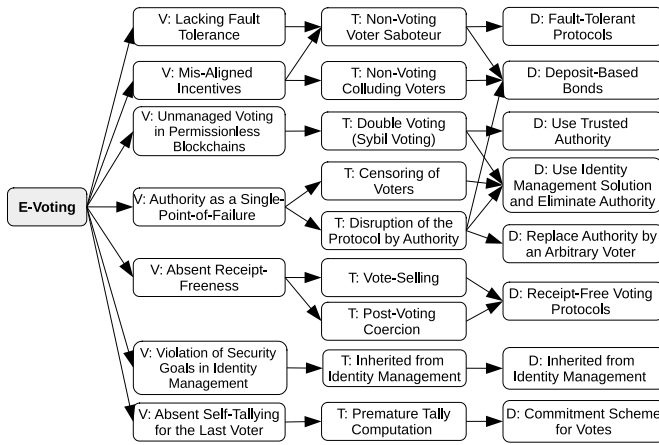 E-Voting
V: Lacking Fault
Tolerance
V: Mis-Aligned
Incentives
V: Unmanaged Voting
in Permissionless
Blockchains
V: Authority as a Single-
Point-of-Failure
V: Absent Receipt-
Freeness
V: Violation of Security
Goals in Identity
Management
V: Absent Self-Tallying
for the Last Voter
T: Non-Voting
Voter Saboteur
T: Non-Voting
Colluding Voters
T: Double Voting
(Sybil Voting)
T: Censoring of
Voters
T: Disruption of the
Protocol by Authority
T: Vote-Selling
T: Post-Voting
Coercion
T: Inherited from
Identity Management
T: Premature Tally
Computation
D: Fault-Tolerant
Protocols
D: Deposit-Based
Bonds
D: Use Trusted
Authority
D: Use Identity
Management Solution
and Eliminate Authority
D: Replace Authority by
an Arbitrary Voter
D: Receipt-Free Voting
Protocols
D: Inherited from
Identity Management
D: Commitment Scheme
for Votes